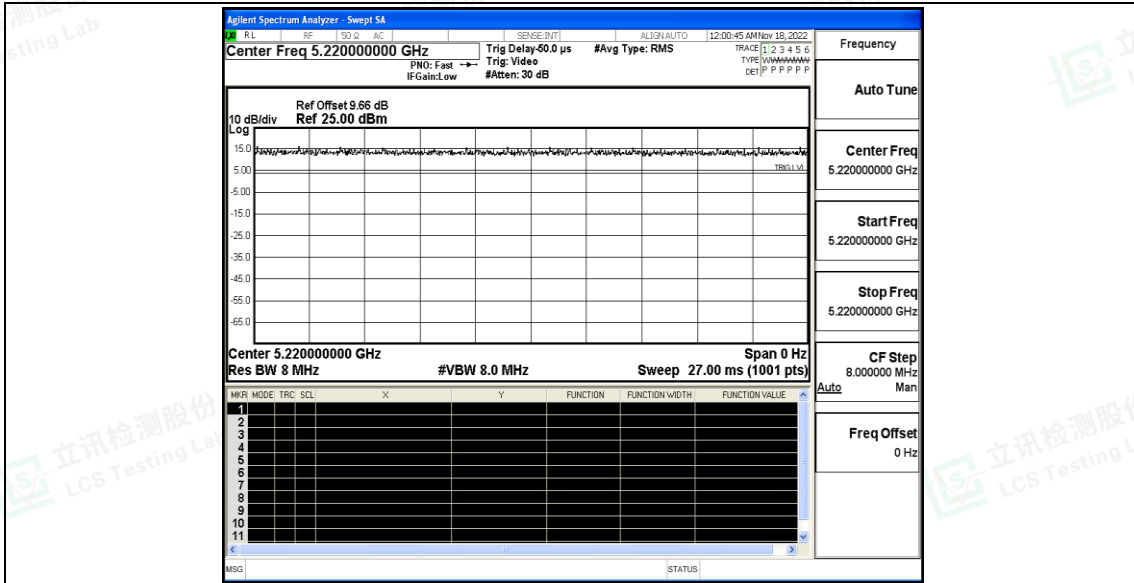 Agilent Spectrum Analyzer - Swept SA
LXI RL RF 50 Ω AC SENSE:INT ALIGN AUTO 12:00:45 AM Nov 18, 2022
Center Freq 5.220000000 GHz
PNO: Fast
IFGain:Low
Trig Delay-50.0 µs
Trig: Video
#Atten: 30 dB
#Avg Type: RMS
TRACE 1 2 3 4 5 6
TYPE
DET P P P P P P
Ref Offset 9.66 dB
10 dB/div Ref 25.00 dBm
Log
15.0
5.00
-5.00
-15.0
-25.0
-35.0
-45.0
-55.0
-65.0
TRIG LVL
Center 5.220000000 GHz Span 0 Hz
Res BW 8 MHz #VBW 8.0 MHz Sweep 27.00 ms (1001 pts)
MKR MODE TRC SCL X Y FUNCTION FUNCTION WIDTH FUNCTION VALUE
1
2
3
4
5
6
7
8
9
10
11
MSG STATUS
Frequency
Auto Tune
Center Freq
5.220000000 GHz
Start Freq
5.220000000 GHz
Stop Freq
5.220000000 GHz
CF Step
8.000000 MHz
Auto Man
Freq Offset
0 Hz
立讯检测股份
LCS Testing Lab
立讯检测股份
LCS Testing L